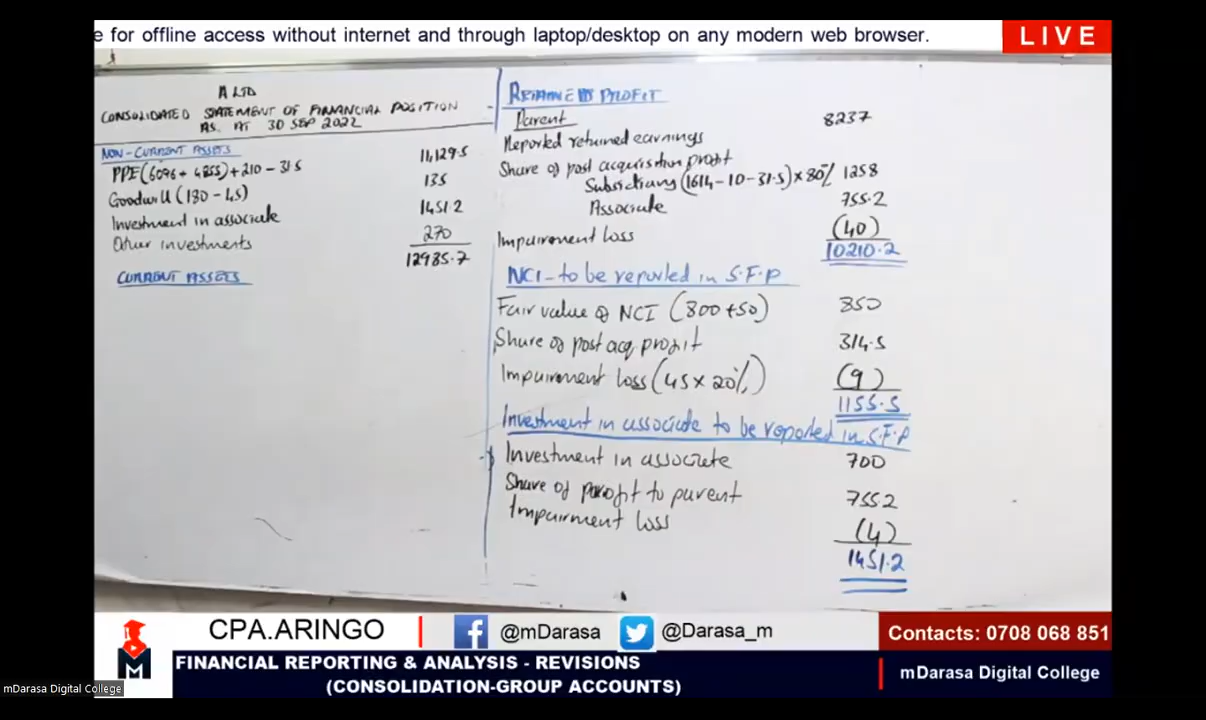 e for offline access without internet and through laptop/desktop on any modern web browser.
LIVE
A LTD
CONSOLIDATED STATEMENT OF FINANCIAL POSITION
AS AT 30 SEP 2022
NON-CURRENT ASSETS
PPE (6096 + 4855) + 210 - 31.5 11,129.5
Goodwill (180 - 45) 135
Investment in associate 1451.2
Other investments 270
12985.7
CURRENT ASSETS
RETAINED PROFIT
Parent
Reported retained earnings 8237
Share of post acquisition profit
Subsidiary (1614 - 10 - 31.5) x 80% 1258
Associate 755.2
Impairment loss (40)
10210.2
NCI - to be reported in S.F.P
Fair value of NCI (800 + 50) 850
Share of post acq profit 314.5
Impairment loss (45 x 20%) (9)
1155.5
Investment in associate to be reported in S.F.P
Investment in associate 700
Share of profit to parent 755.2
Impairment loss (4)
1451.2
CPA.ARINGO
@mDarasa
@Darasa_m
Contacts: 0708 068 851
FINANCIAL REPORTING & ANALYSIS - REVISIONS
(CONSOLIDATION-GROUP ACCOUNTS)
mDarasa Digital College
M
mDarasa Digital College